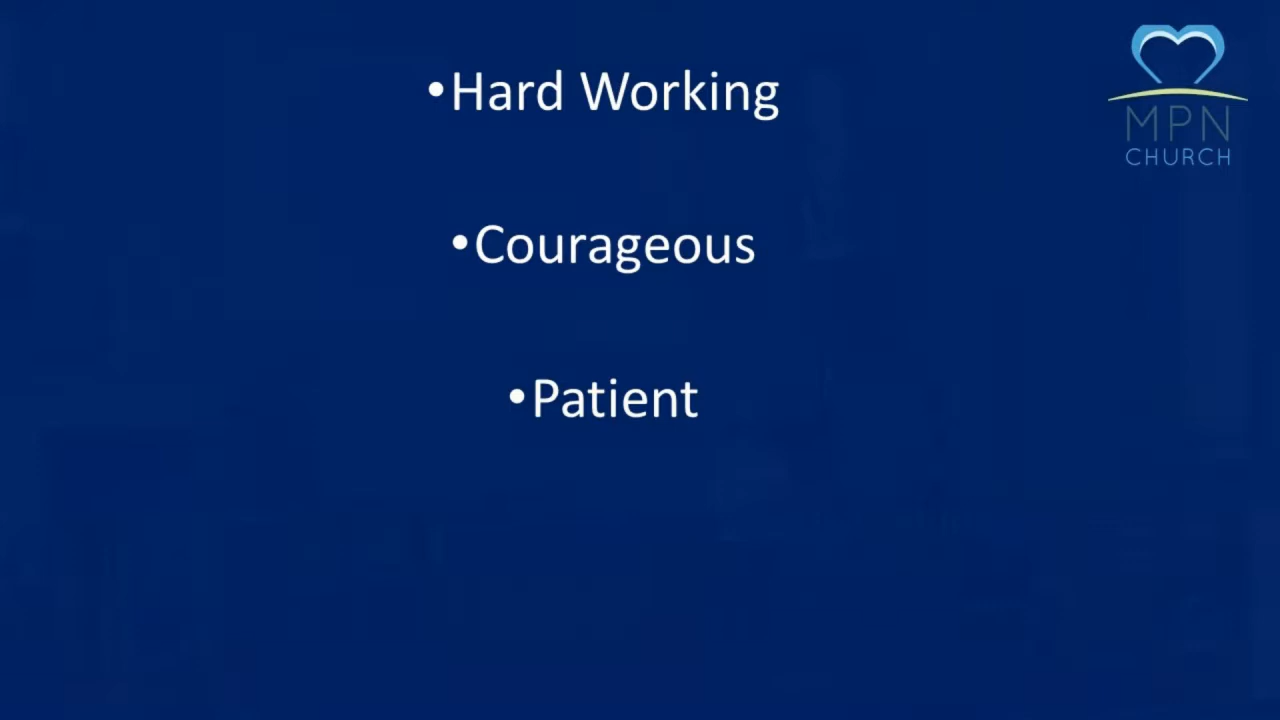 •Hard Working
•Courageous
•Patient
MPN
CHURCH